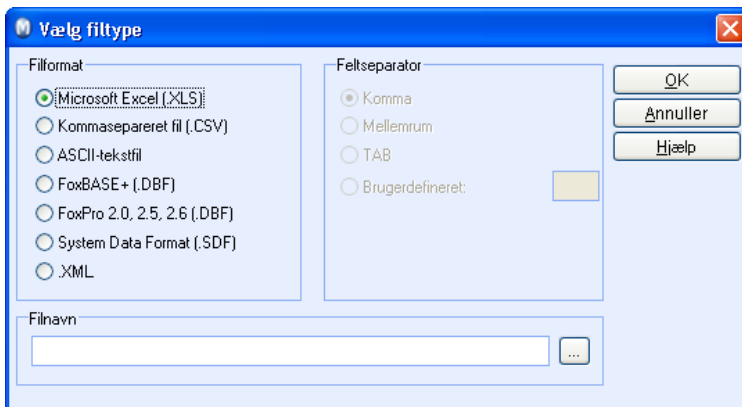 Vælg filtype
Filformat
Microsoft Excel (.XLS)
Kommasepareret fil (.CSV)
ASCII-tekstfil
FoxBASE+ (.DBF)
FoxPro 2.0, 2.5, 2.6 (.DBF)
System Data Format (.SDF)
.XML
Feltseparator
Komma
Mellemrum
TAB
Brugerdefineret:
OK
Annuller
Hjælp
Filnavn
...